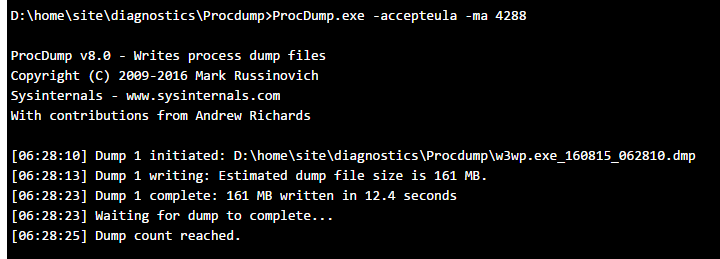 D:\home\site\diagnostics\Procdump>ProcDump.exe -accepteula -ma 4288
ProcDump v8.0 - Writes process dump files
Copyright (C) 2009-2016 Mark Russinovich
Sysinternals - www.sysinternals.com
With contributions from Andrew Richards
[06:28:10] Dump 1 initiated: D:\home\site\diagnostics\Procdump\w3wp.exe_160815_062810.dmp
[06:28:13] Dump 1 writing: Estimated dump file size is 161 MB.
[06:28:23] Dump 1 complete: 161 MB written in 12.4 seconds
[06:28:23] Waiting for dump to complete...
[06:28:25] Dump count reached.